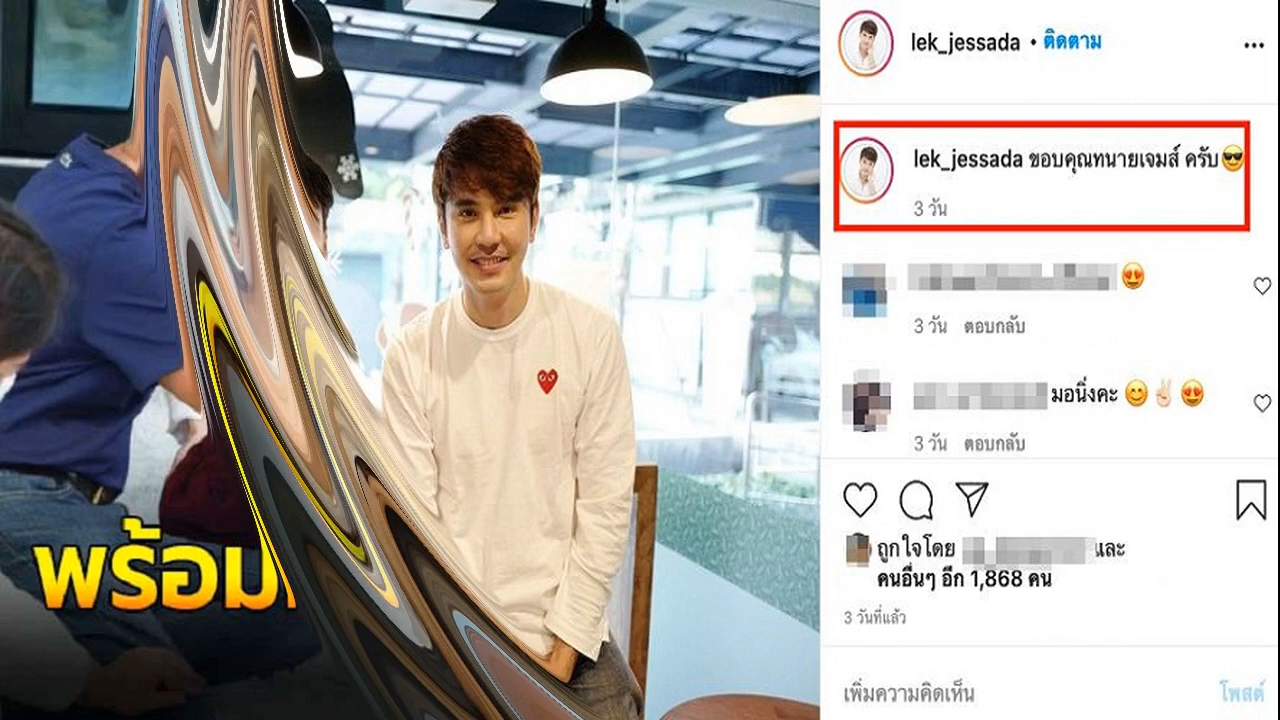 lek_jessada • ติดตาม
lek_jessada ขอบคุณทนายเจมส์ ครับ😎
3 วัน
😍
3 วัน ตอบกลับ
มอนิ่งคะ 😊✌🏻😍
3 วัน ตอบกลับ
พร้อม
ถูกใจโดย และ
คนอื่นๆ อีก 1,868 คน
3 วันที่แล้ว
เพิ่มความคิดเห็น โพสต์